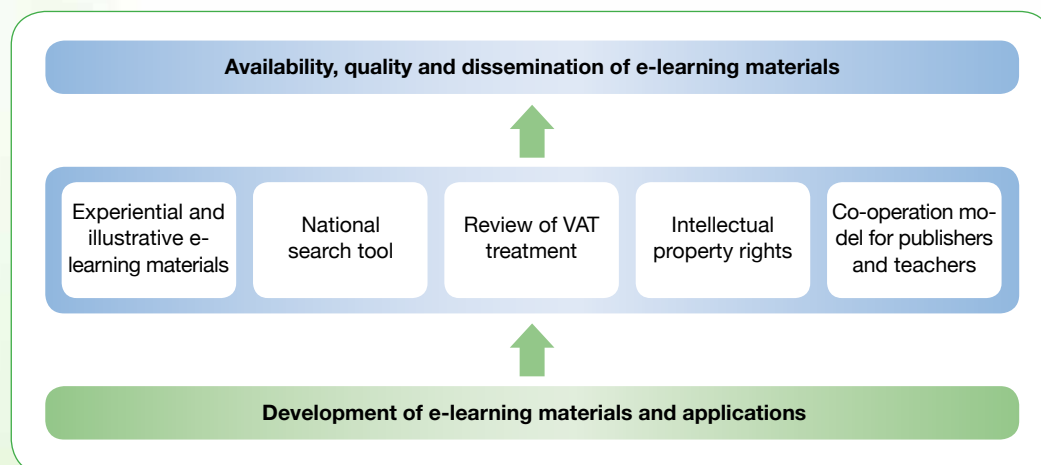 Availability, quality and dissemination of e-learning materials
Experiential and
illustrative e-
learning materials
National
search tool
Review of VAT
treatment
Intellectual
property rights
Co-operation mo-
del for publishers
and teachers
Development of e-learning materials and applications